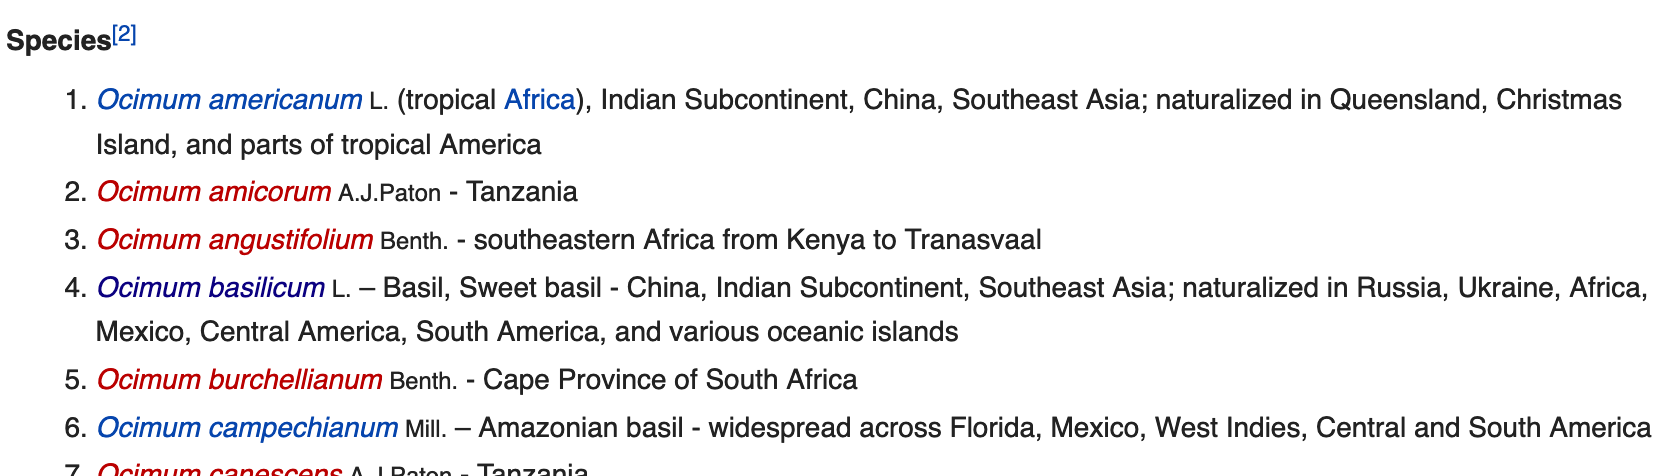 Species[2]
1. Ocimum americanum L. (tropical Africa), Indian Subcontinent, China, Southeast Asia; naturalized in Queensland, Christmas
Island, and parts of tropical America
2. Ocimum amicorum A.J.Paton - Tanzania
3. Ocimum angustifolium Benth. - southeastern Africa from Kenya to Tranasvaal
4. Ocimum basilicum L. – Basil, Sweet basil - China, Indian Subcontinent, Southeast Asia; naturalized in Russia, Ukraine, Africa,
Mexico, Central America, South America, and various oceanic islands
5. Ocimum burchellianum Benth. - Cape Province of South Africa
6. Ocimum campechianum Mill. – Amazonian basil - widespread across Florida, Mexico, West Indies, Central and South America
7. Ocimum canescens A.J.Paton - Tanzania